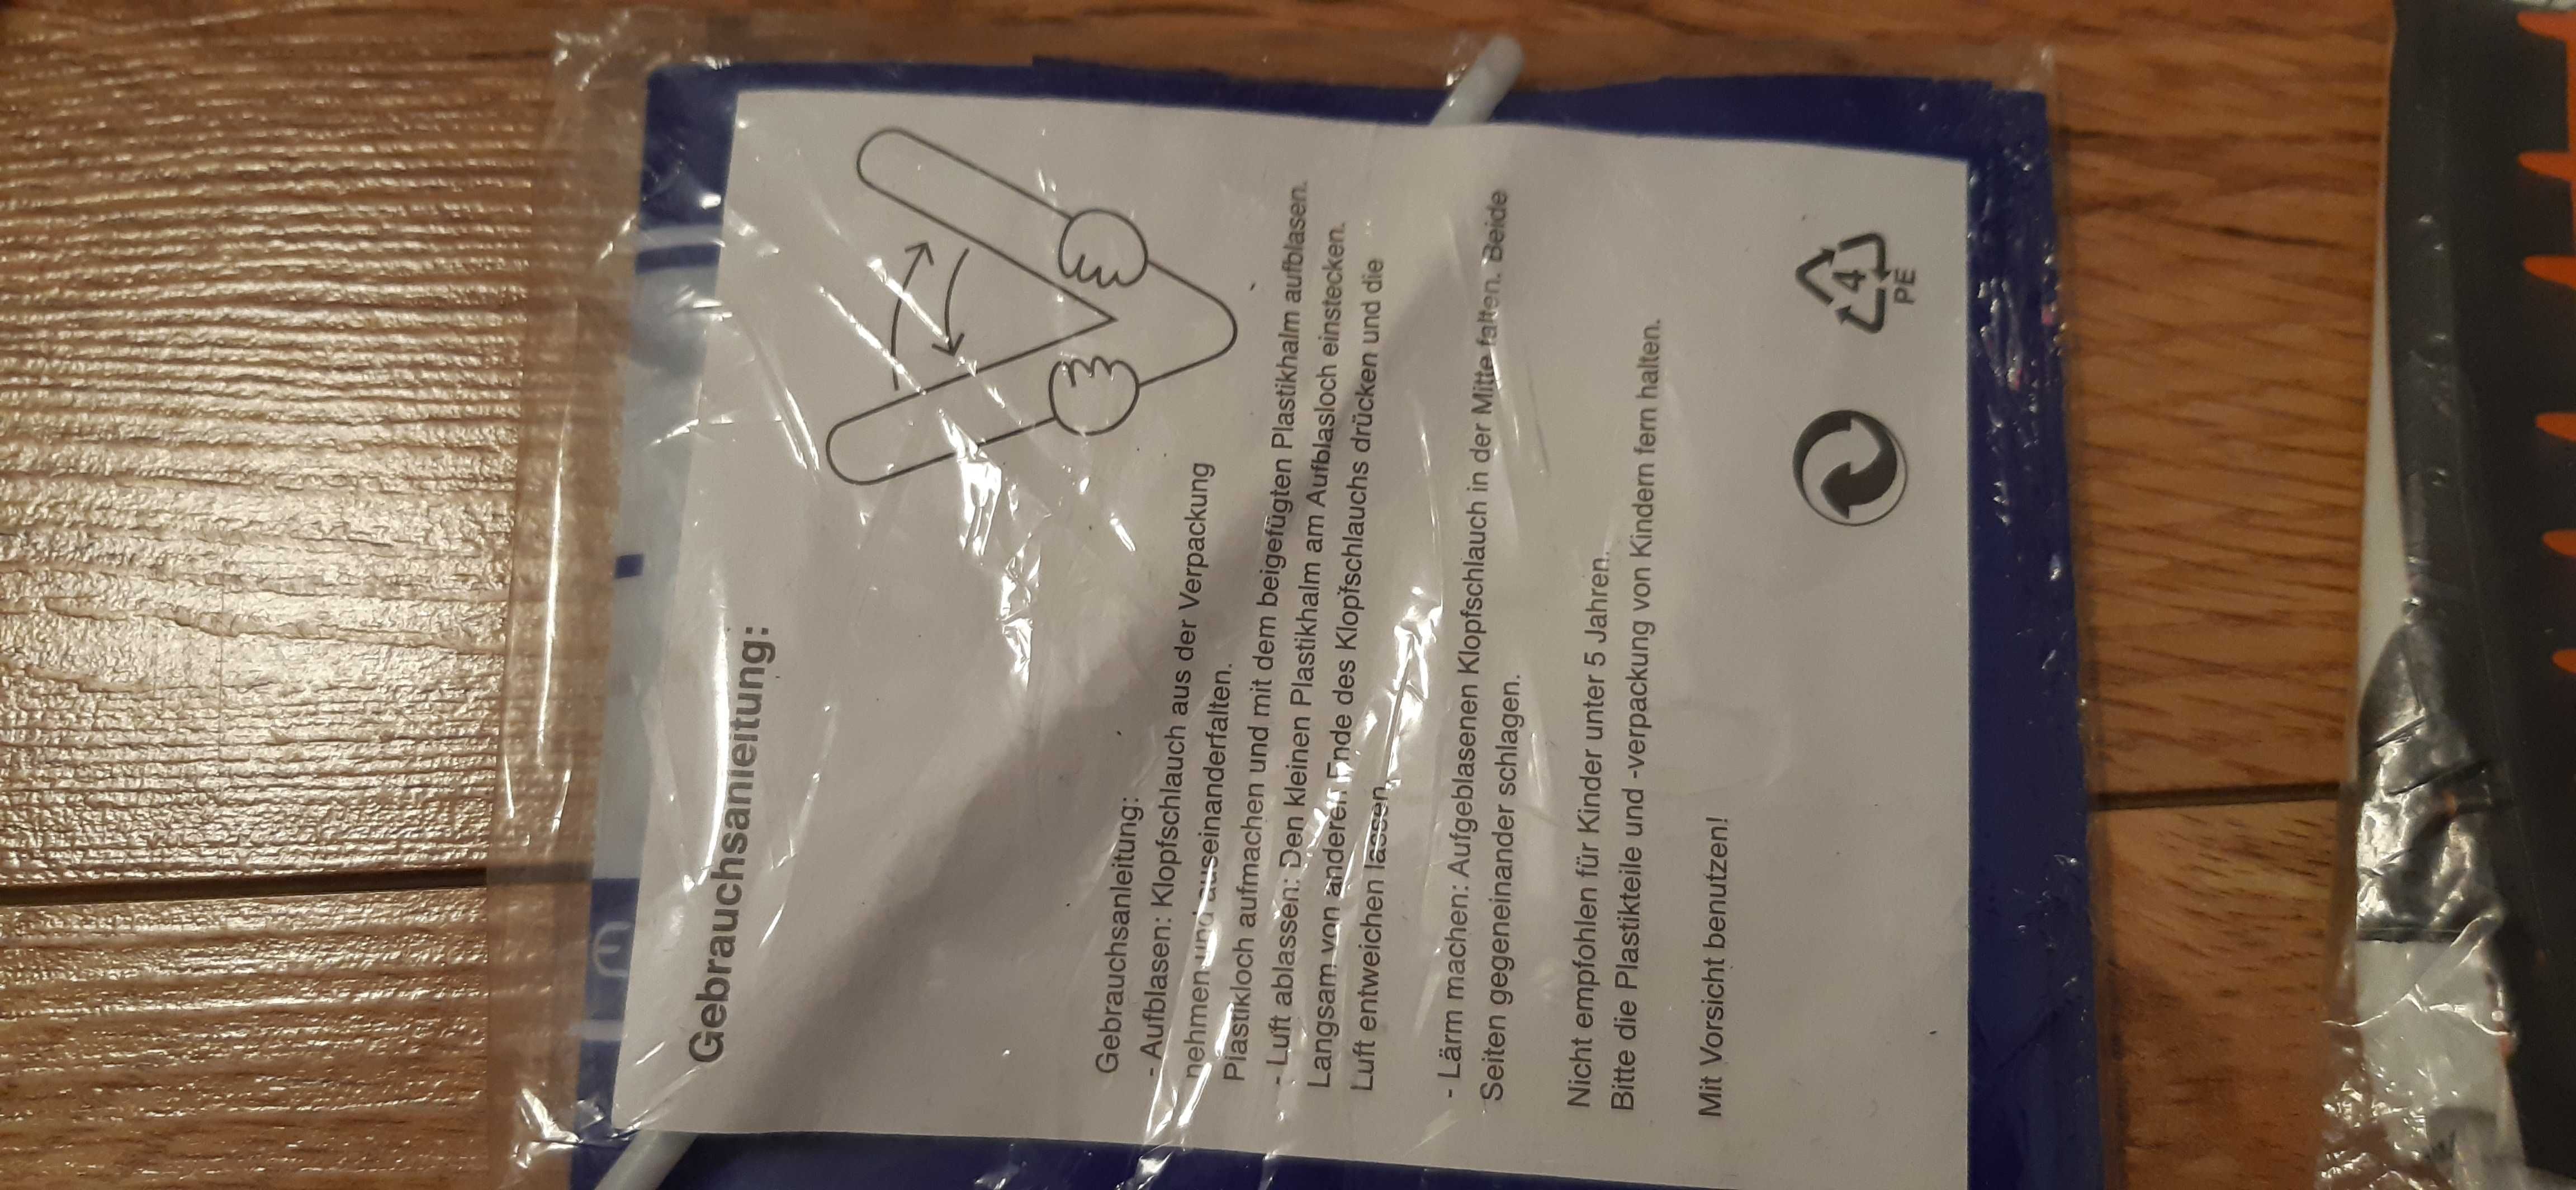 Gebrauchsanleitung:
Gebrauchsanleitung:
- Aufblasen: Klopfschlauch aus der Verpackung
nehmen und auseinanderfalten.
Plastikloch aufmachen und mit dem beigefügten Plastikhalm aufblasen.
- Luft ablassen: Den kleinen Plastikhalm am Aufblasloch einstecken.
Langsam von anderen Ende des Klopfschlauchs drücken und die
Luft entweichen lassen.
- Lärm machen: Aufgeblasenen Klopfschlauch in der Mitte falten. Beide
Seiten gegeneinander schlagen.
Nicht empfohlen für Kinder unter 5 Jahren.
Bitte die Plastikteile und -verpackung von Kindern fern halten.
Mit Vorsicht benutzen!
4
PE